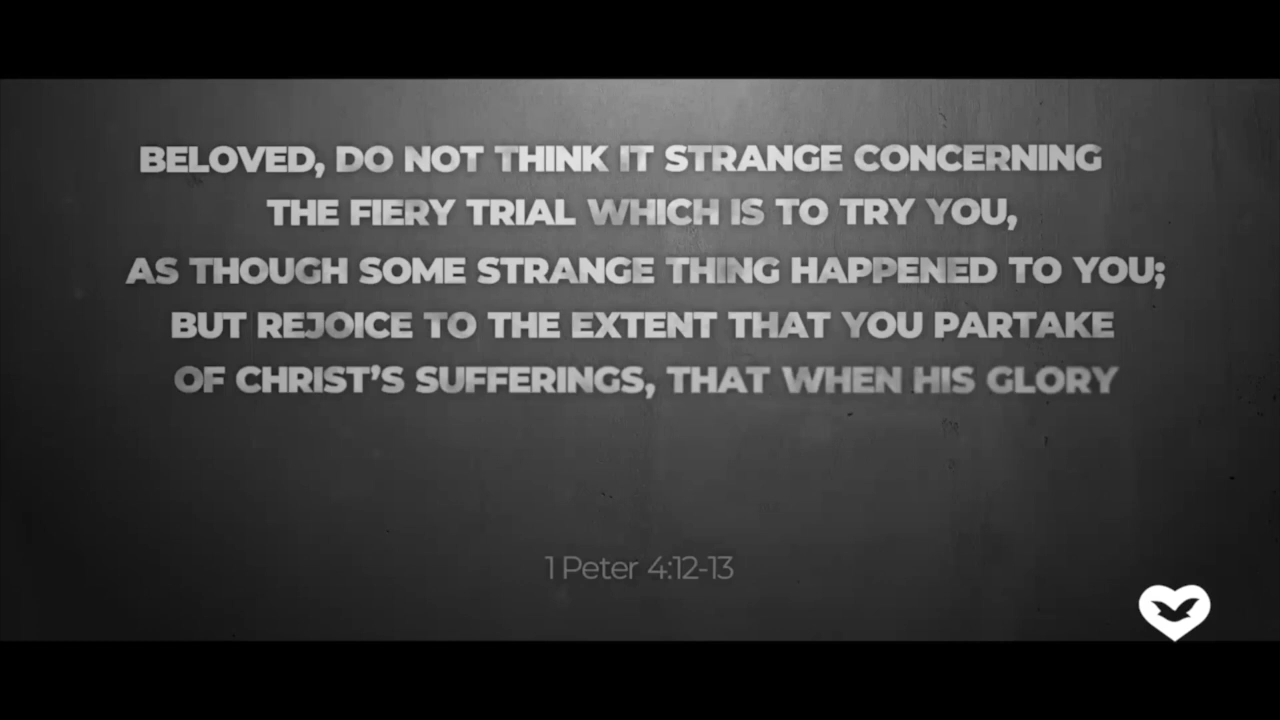 BELOVED, DO NOT THINK IT STRANGE CONCERNING
THE FIERY TRIAL WHICH IS TO TRY YOU,
AS THOUGH SOME STRANGE THING HAPPENED TO YOU;
BUT REJOICE TO THE EXTENT THAT YOU PARTAKE
OF CHRIST’S SUFFERINGS, THAT WHEN HIS GLORY
1 Peter 4:12-13